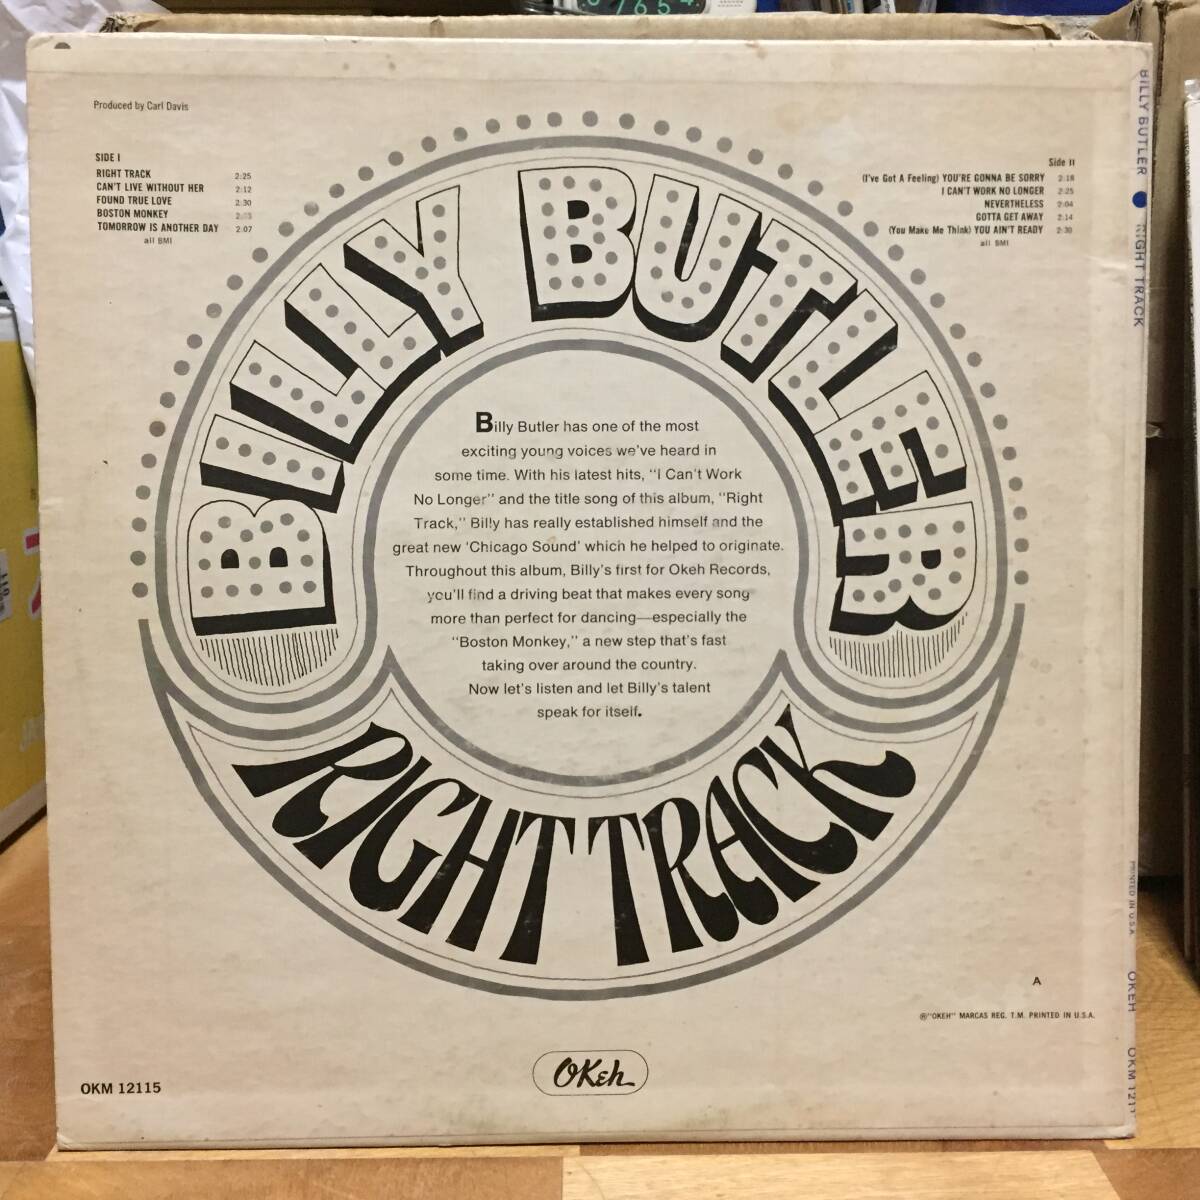 Produced by Carl Davis
SIDE I
RIGHT TRACK 2:25
CAN'T LIVE WITHOUT HER 2:12
FOUND TRUE LOVE 2:30
BOSTON MONKEY
TOMORROW IS ANOTHER DAY 2:07
all BMI
Side II
(I've Got A Feeling) YOU'RE GONNA BE SORRY 2:18
I CAN'T WORK NO LONGER 2:25
NEVERTHELESS 2:04
GOTTA GET AWAY 2:14
(You Make Me Think) YOU AIN'T READY 2:30
all BMI
BILLY BUTLER
Billy Butler has one of the most
exciting young voices we've heard in
some time. With his latest hits, "I Can't Work
No Longer" and the title song of this album, "Right
Track," Billy has really established himself and the
great new 'Chicago Sound' which he helped to originate.
Throughout this album, Billy's first for Okeh Records,
you'll find a driving beat that makes every song
more than perfect for dancing—especially the
"Boston Monkey," a new step that's fast
taking over around the country.
Now let's listen and let Billy's talent
speak for itself.
RIGHT TRACK
A
®"OKEH" MARCAS REG. T.M. PRINTED IN U.S.A.
OKeh
OKM 12115
BILLY BUTLER ● RIGHT TRACK
PRINTED IN U.S.A.
OKEH
OKM 1211